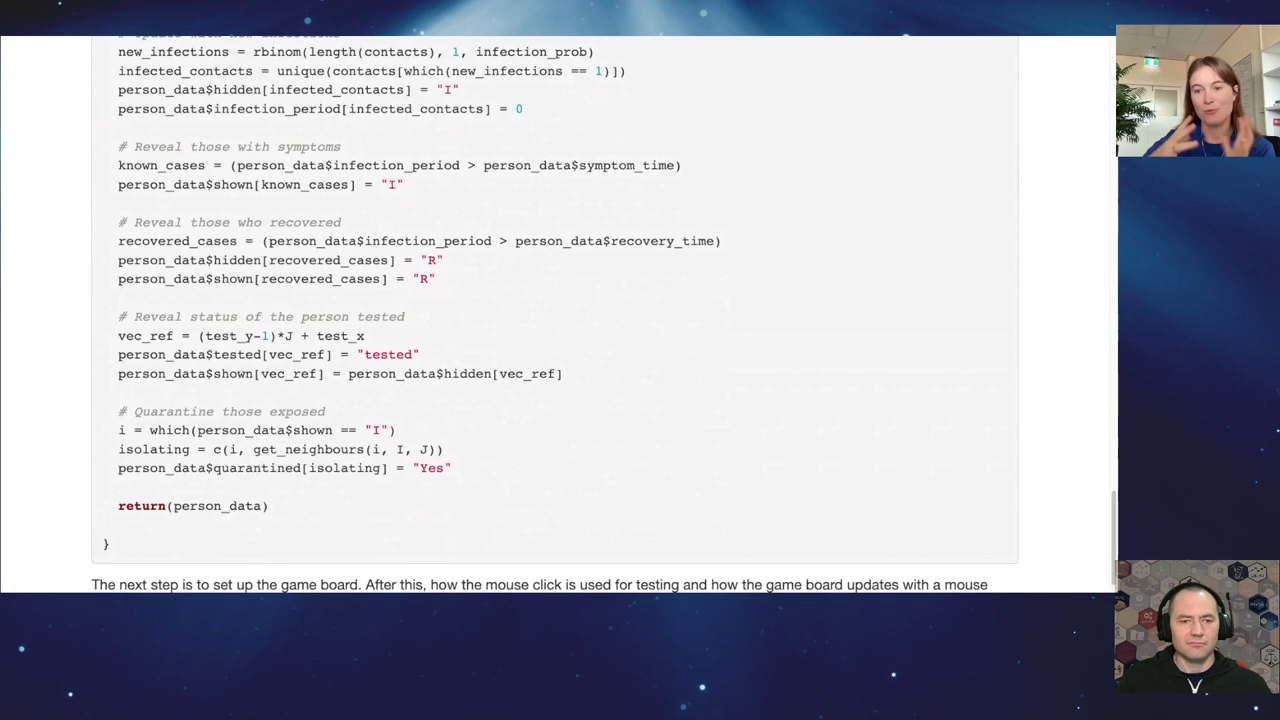 new_infections = rbinom(length(contacts), 1, infection_prob)
infected_contacts = unique(contacts[which(new_infections == 1)])
person_data$hidden[infected_contacts] = "I"
person_data$infection_period[infected_contacts] = 0
# Reveal those with symptoms
known_cases = (person_data$infection_period > person_data$symptom_time)
person_data$shown[known_cases] = "I"
# Reveal those who recovered
recovered_cases = (person_data$infection_period > person_data$recovery_time)
person_data$hidden[recovered_cases] = "R"
person_data$shown[recovered_cases] = "R"
# Reveal status of the person tested
vec_ref = (test_y-1)*J + test_x
person_data$tested[vec_ref] = "tested"
person_data$shown[vec_ref] = person_data$hidden[vec_ref]
# Quarantine those exposed
i = which(person_data$shown == "I")
isolating = c(i, get_neighbours(i, I, J))
person_data$quarantined[isolating] = "Yes"
return(person_data)
}
The next step is to set up the game board. After this, how the mouse click is used for testing and how the game board updates with a mouse